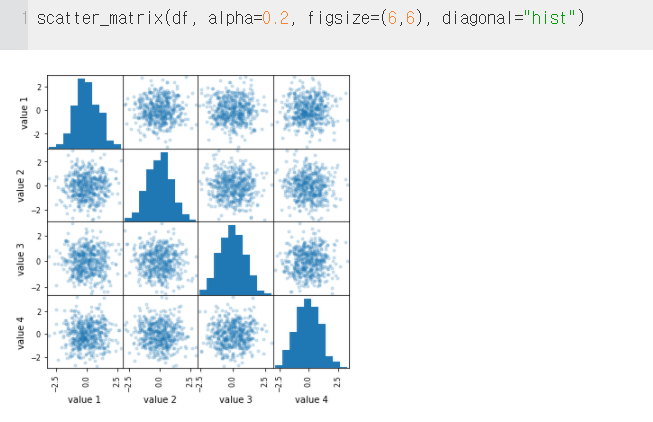 1 scatter_matrix(df, alpha=0.2, figsize=(6,6), diagonal="hist")
value 1
2
0
-2
value 2
2
0
-2
value 3
2
0
-2
value 4
2
0
-2
-2.5 0.0 2.5 -2.5 0.0 2.5 -2.5 0.0 2.5 -2.5 0.0 2.5
value 1 value 2 value 3 value 4